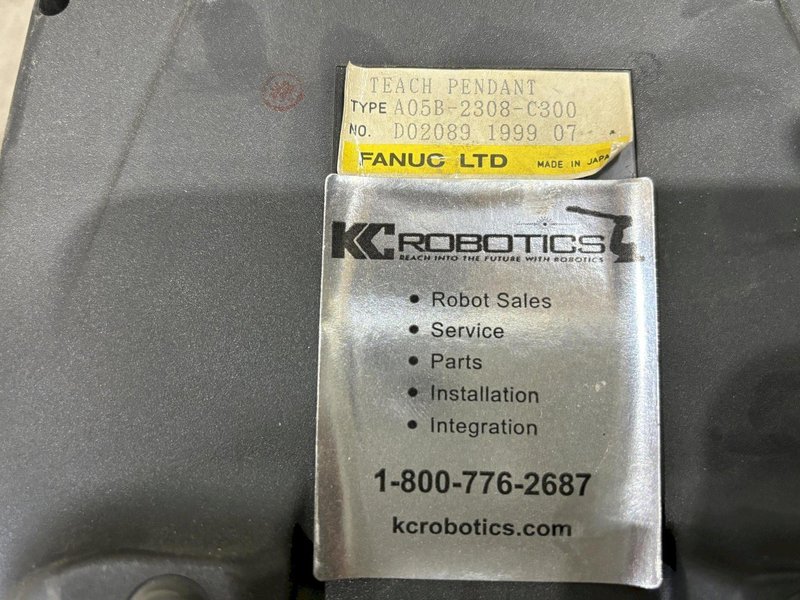 TEACH PENDANT
TYPE A05B-2308-C300
NO. D02089 1999 07
FANUC LTD MADE IN JAPA
KC ROBOTICS
REACH INTO THE FUTURE WITH ROBOTICS
• Robot Sales
• Service
• Parts
• Installation
• Integration
1-800-776-2687
kcrobotics.com